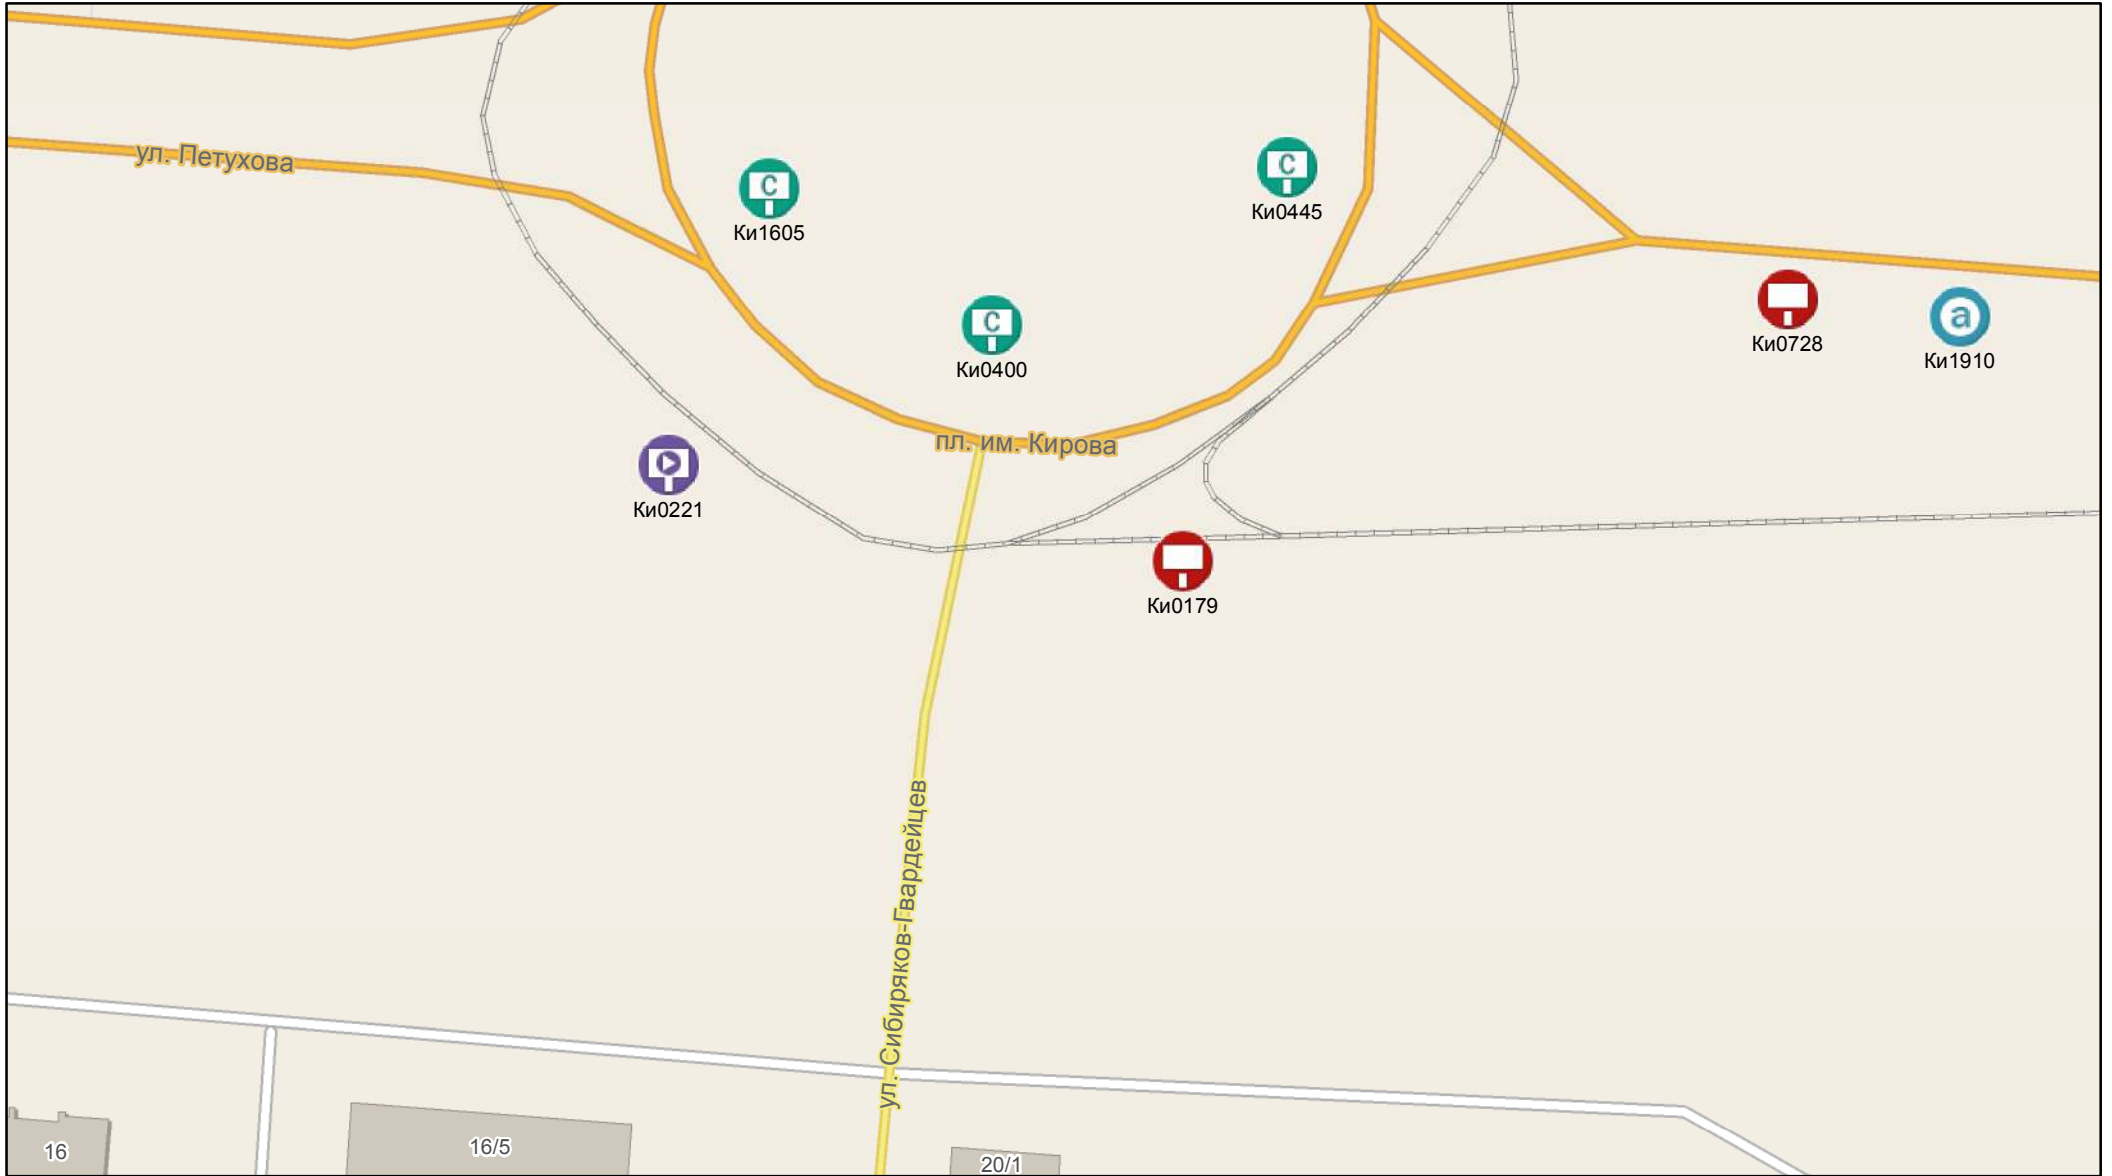 ул. Петухова
С
Ки1605
С
Ки0445
С
Ки0400
Ки0728
а
Ки1910
пл. им. Кирова
Ки0221
Ки0179
ул. Сибиряков-Гвардейцев
16
16/5
20/1